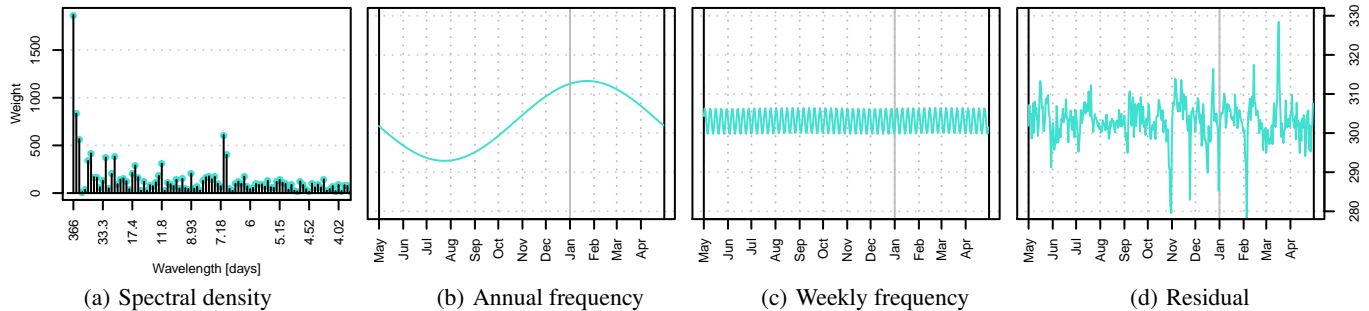 Weight
0
500
1000
1500
366
33.3
17.4
11.8
8.93
7.18
6
5.15
4.52
4.02
Wavelength [days]
(a) Spectral density
May
Jun
Jul
Aug
Sep
Oct
Nov
Dec
Jan
Feb
Mar
Apr
(b) Annual frequency
May
Jun
Jul
Aug
Sep
Oct
Nov
Dec
Jan
Feb
Mar
Apr
(c) Weekly frequency
May
Jun
Jul
Aug
Sep
Oct
Nov
Dec
Jan
Feb
Mar
Apr
280
290
300
310
320
330
(d) Residual